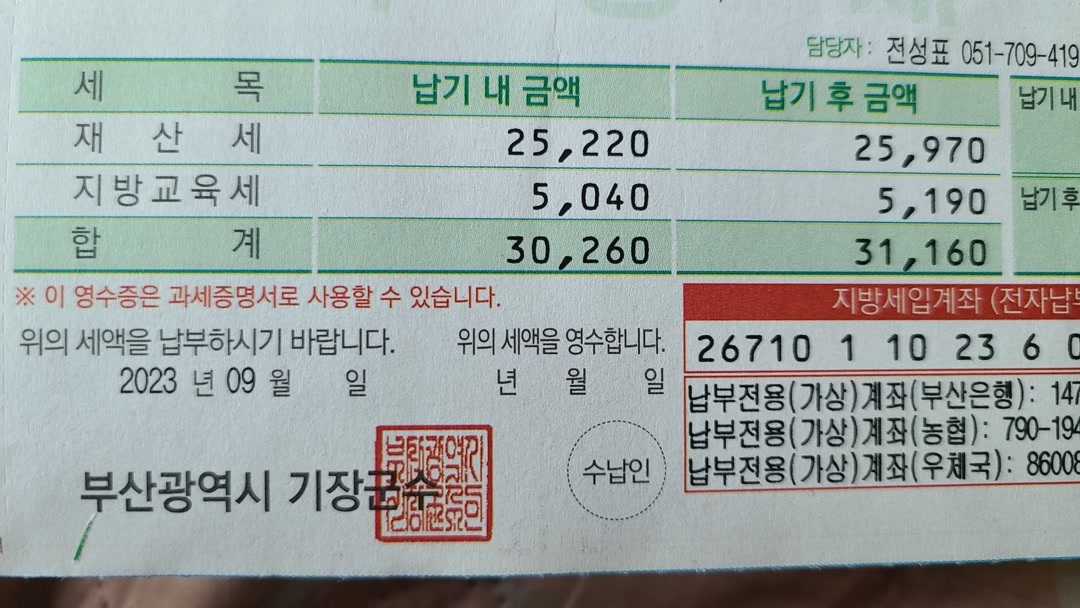 담당자 : 전성표 051-709-419
세 목 납기 내 금액 납기 후 금액 납기 내
재 산 세 25,220 25,970
지방교육세 5,040 5,190 납기 후
합 계 30,260 31,160
※ 이 영수증은 과세증명서로 사용할 수 있습니다.
지방세입계좌 (전자납부
위의 세액을 납부하시기 바랍니다. 위의 세액을 영수합니다.
26710 1 10 23 6 0
2023 년 09 월 일 년 월 일
납부전용(가상)계좌(부산은행) : 147
납부전용(가상)계좌(농협) : 790-194
납부전용(가상)계좌(우체국) : 86008
부산광역시 기장군수
수납인